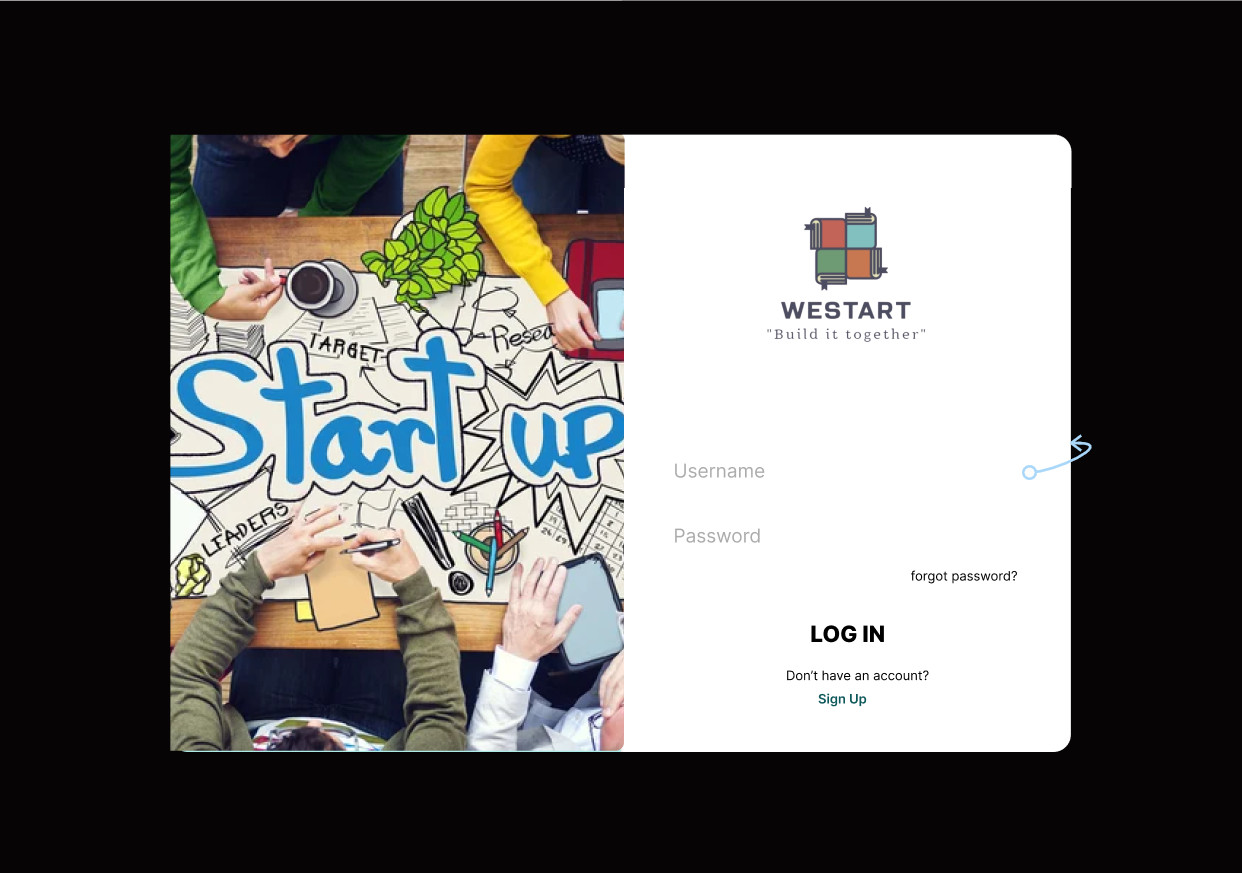 TARGET
Resea
Start up
LEADERS
WESTART
"Build it together"
Username
Password
forgot password?
LOG IN
Don't have an account?
Sign Up